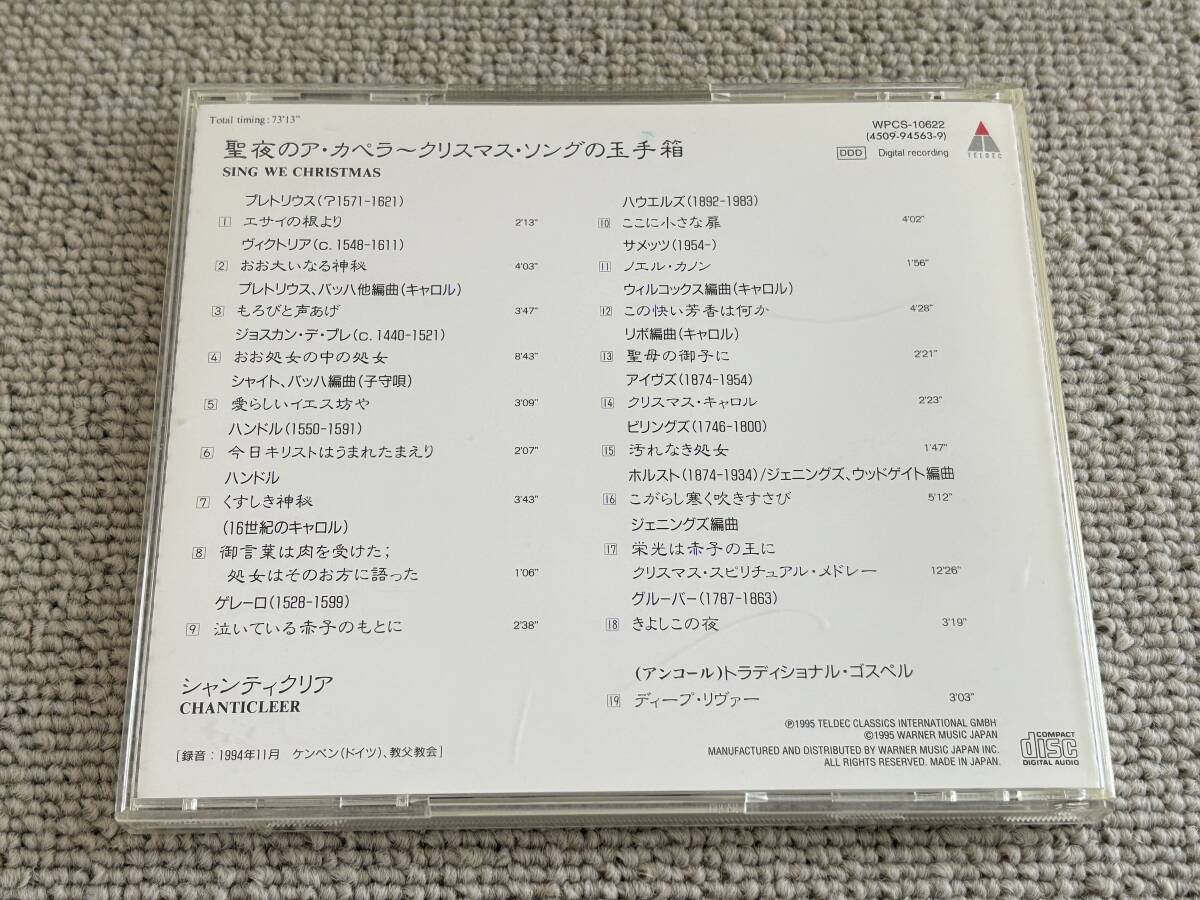 Total timing : 73'13"
聖夜のア・カペラ〜クリスマス・ソングの玉手箱
SING WE CHRISTMAS
WPCS-10622
(4509-94563-9)
DDD Digital recording
TELDEC
プレトリウス(?1571-1621)
1 エサイの根より 2'13"
ヴィクトリア(c. 1548-1611)
2 おお大いなる神秘 4'03"
プレトリウス、バッハ他編曲(キャロル)
3 もろびと声あげ 3'47"
ジョスカン・デ・プレ(c. 1440-1521)
4 おお処女の中の処女 8'43"
シャイト、バッハ編曲(子守唄)
5 愛らしいイエス坊や 3'09"
ハンドル(1550-1591)
6 今日キリストはうまれたまえり 2'07"
ハンドル
7 くすしき神秘 3'43"
(16世紀のキャロル)
8 御言葉は肉を受けた;
処女はそのお方に語った 1'06"
ゲレーロ(1528-1599)
9 泣いている赤子のもとに 2'38"
シャンティクリア
CHANTICLEER
[録音：1994年11月 ケンペン(ドイツ)、教父教会]
ハウエルズ(1892-1983)
10 ここに小さな扉 4'02"
サメッツ(1954-)
11 ノエル・カノン 1'56"
ウィルコックス編曲(キャロル)
12 この快い芳香は何か 4'28"
リボ編曲(キャロル)
13 聖母の御子に 2'21"
アイヴズ(1874-1954)
14 クリスマス・キャロル 2'23"
ビリングズ(1746-1800)
15 汚れなき処女 1'47"
ホルスト(1874-1934)/ジェニングズ、ウッドゲイト編曲
16 こがらし寒く吹きすさび 5'12"
ジェニングズ編曲
17 栄光は赤子の王に
クリスマス・スピリチュアル・メドレー 12'26"
グルーバー(1787-1863)
18 きよしこの夜 3'19"
(アンコール)トラディショナル・ゴスペル
19 ディープ・リヴァー 3'03"
℗1995 TELDEC CLASSICS INTERNATIONAL GMBH
©1995 WARNER MUSIC JAPAN
MANUFACTURED AND DISTRIBUTED BY WARNER MUSIC JAPAN INC.
ALL RIGHTS RESERVED. MADE IN JAPAN.
COMPACT
disc
DIGITAL AUDIO